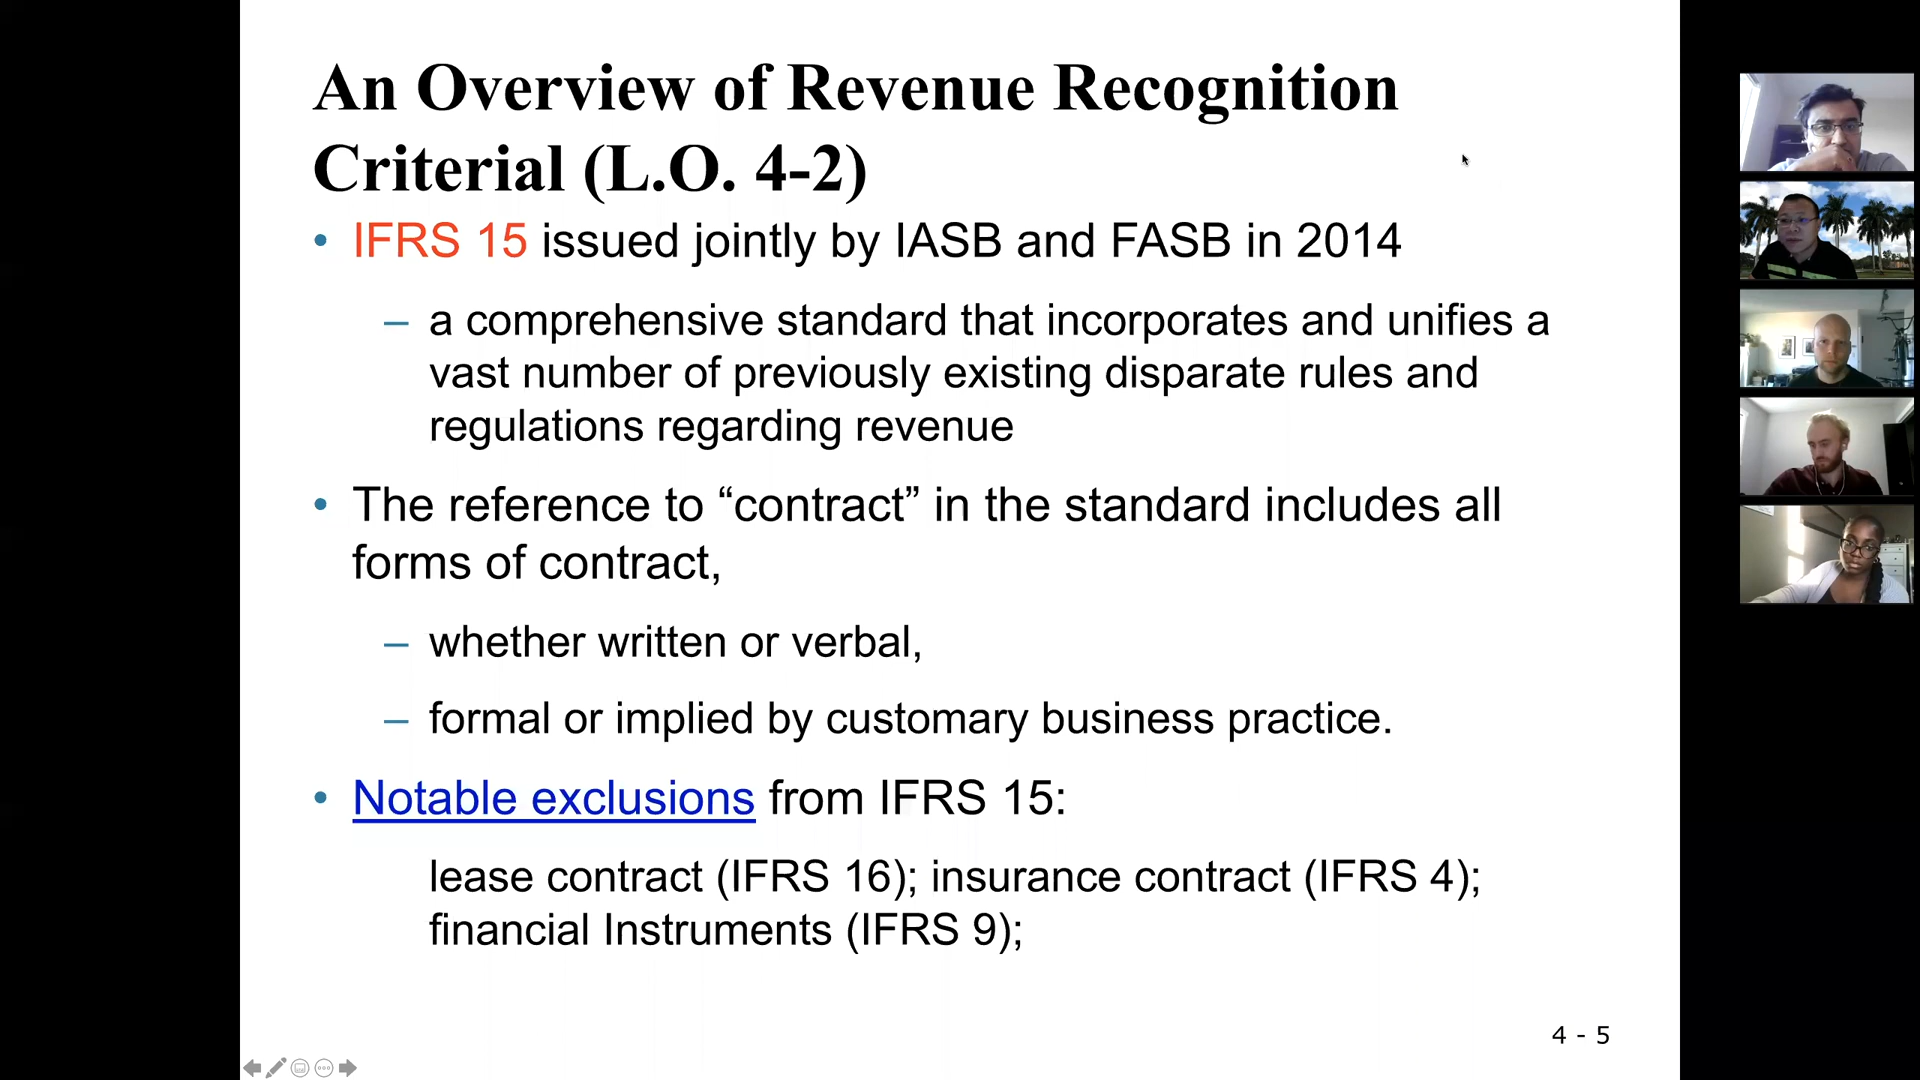 An Overview of Revenue Recognition
Criterial (L.O. 4-2)
• IFRS 15 issued jointly by IASB and FASB in 2014
– a comprehensive standard that incorporates and unifies a
vast number of previously existing disparate rules and
regulations regarding revenue
• The reference to “contract” in the standard includes all
forms of contract,
– whether written or verbal,
– formal or implied by customary business practice.
• Notable exclusions from IFRS 15:
lease contract (IFRS 16); insurance contract (IFRS 4);
financial Instruments (IFRS 9);
4 - 5